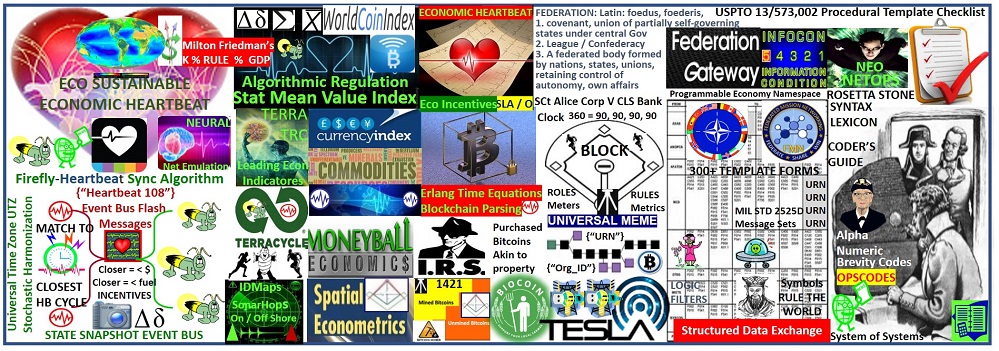 Milton Friedman's
K % RULE % GDP
ECO SUSTAINABLE
ECONOMIC HEARTBEAT
NEURAL
Net Emulation
Firefly-Heartbeat Sync Algorithm
{"Heartbeat 108"}
Event Bus Flash
Messages
MATCH TO
CLOSEST
HB CYCLE
Closer = < $
Closer = < fuel
INCENTIVES
Δδ
STATE SNAPSHOT EVENT BUS
Universal Time Zone UTZ
Stochastic Harmonization
Δδ Σ
WorldCoinIndex
Algorithmic Regulation
Stat Mean Value Index
TERRA
TRC
Leading Econ
Indicatores
currencyindex
COMMODITIES
TERRACYCLE
MONEYBALL
ECONOMICS
IDMaps
SonarHops
On / Off Shore
Spatial
Econometrics
ECONOMIC HEARTBEAT
Eco Incentives
SLA / O
Erlang Time Equations
Blockchain Parsing
I.R.S.
Purchased
Bitcoins
Akin to
property
1421
Mined Bitcoins
Unmined Bitcoins
BIOCOIN
FEDERATION: Latin: foedus, foederis,
1. covenant, union of partially self-governing
states under central Gov
2. League / Confederacy
3. A federated body formed
by nations, states, unions,
retaining control of
autonomy, own affairs
SCt Alice Corp V CLS Bank
Clock 360 = 90, 90, 90, 90
BLOCK
ROLES
Meters
RULES
Metrics
UNIVERSAL MEME
{"URN"}
{"Org_ID"}
TESLA
USPTO 13/573,002 Procedural Template Checklist
Federation
Gateway
INFOCON
4 3 2 1
INFORMATION
CONDITION
Programmable Economy Namespace
300+ TEMPLATE FORMS
URN
URN
URN
URN
MIL STD 2525D
Message Sets
LOGIC
FILTERS
Symbols
RULE THE
WORLD
Structured Data Exchange
NEO
NETOPS
ROSETTA STONE
SYNTAX
LEXICON
CODER'S
GUIDE
Alpha
Numeric
Brevity Codes
OPSCODES
System of Systems